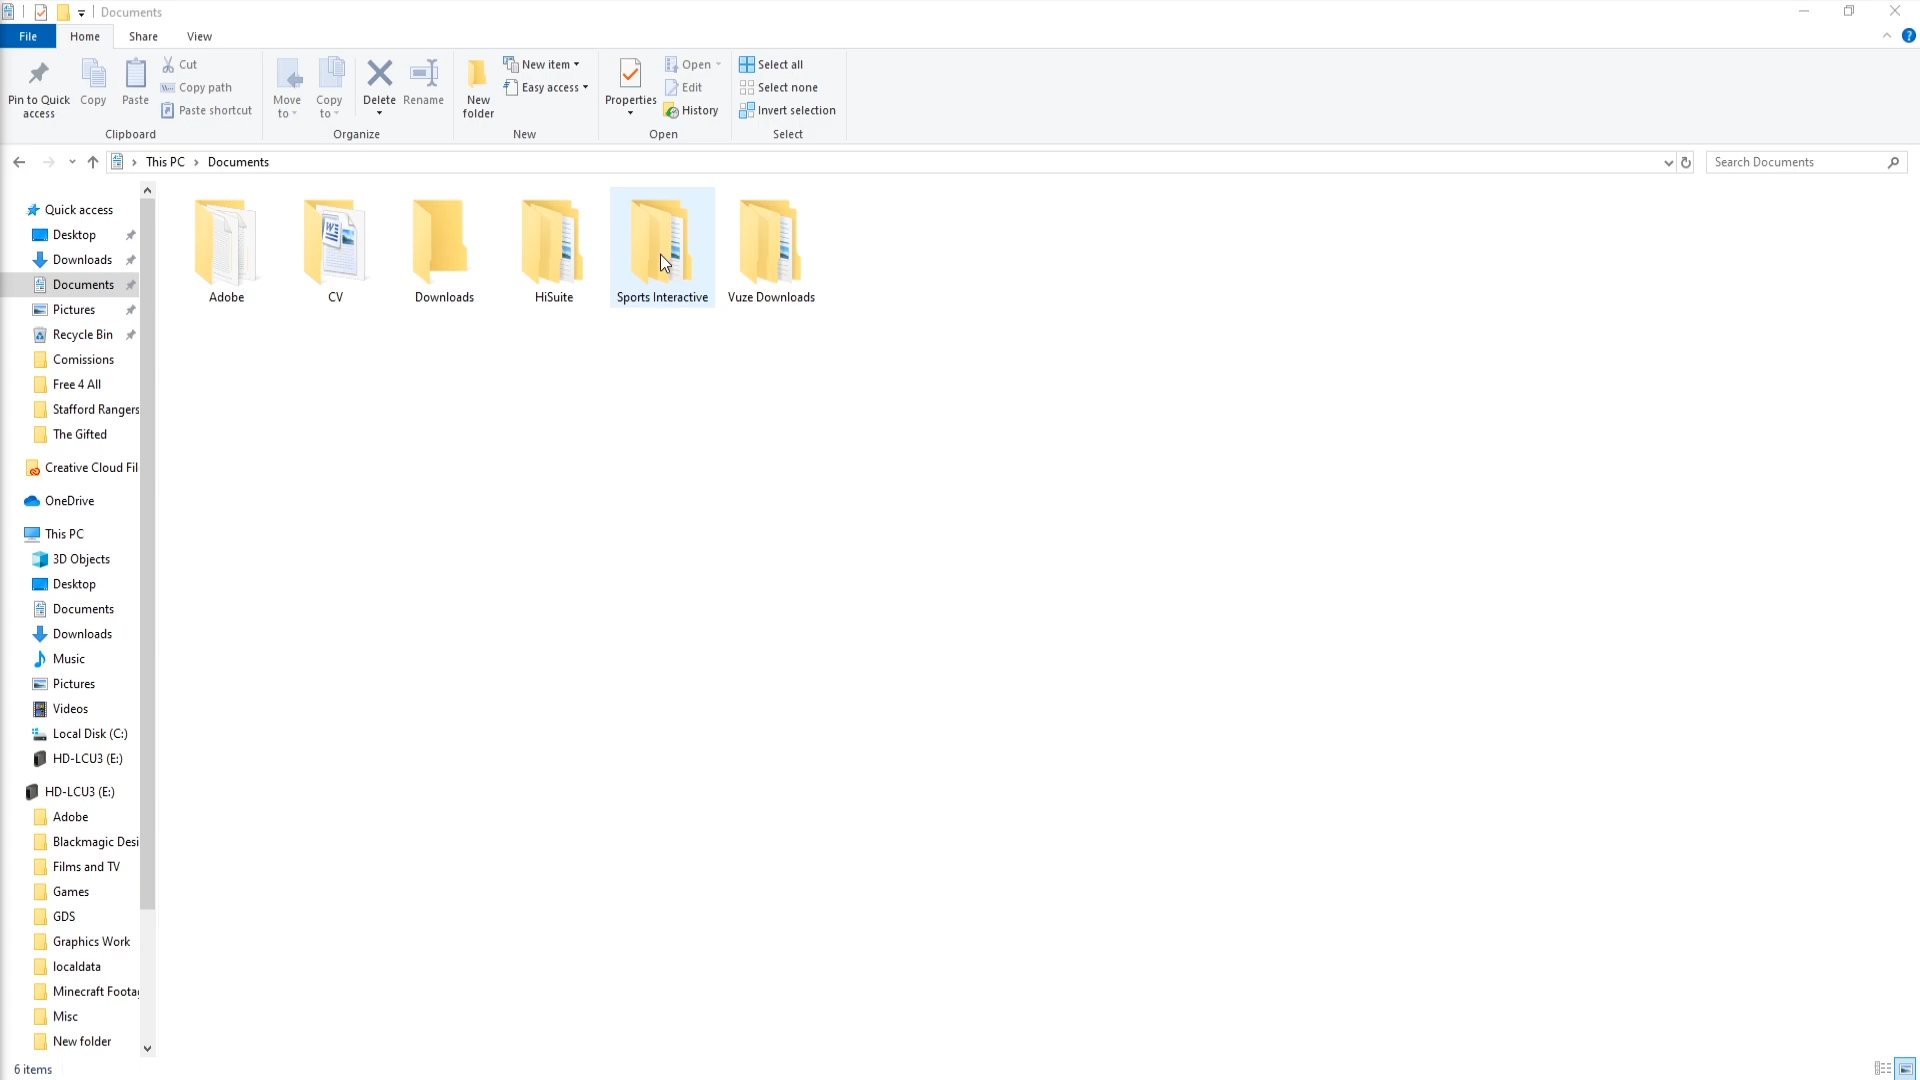 Documents
File Home Share View
Pin to Quick access
Copy
Paste
Cut
Copy path
Paste shortcut
Clipboard
Move to
Copy to
Delete
Rename
Organize
New folder
New item
Easy access
New
Properties
Open
Edit
History
Open
Select all
Select none
Invert selection
Select
This PC Documents
Search Documents
Quick access
Desktop
Downloads
Documents
Pictures
Recycle Bin
Comissions
Free 4 All
Stafford Rangers
The Gifted
Creative Cloud Fil
OneDrive
This PC
3D Objects
Desktop
Documents
Downloads
Music
Pictures
Videos
Local Disk (C:)
HD-LCU3 (E:)
HD-LCU3 (E:)
Adobe
Blackmagic Desi
Films and TV
Games
GDS
Graphics Work
localdata
Minecraft Foota
Misc
New folder
Adobe
CV
Downloads
HiSuite
Sports Interactive
Vuze Downloads
6 items